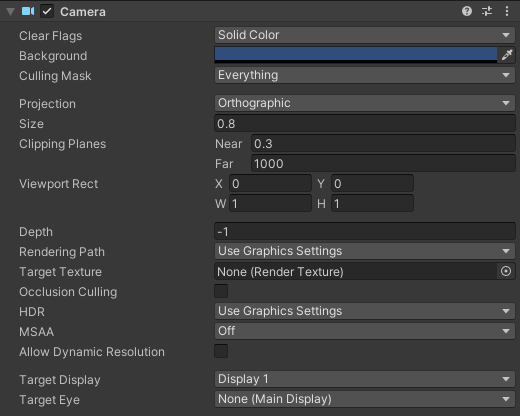 Camera
Clear Flags Solid Color
Background
Culling Mask Everything
Projection Orthographic
Size 0.8
Clipping Planes Near 0.3
Far 1000
Viewport Rect X 0 Y 0
W 1 H 1
Depth -1
Rendering Path Use Graphics Settings
Target Texture None (Render Texture)
Occlusion Culling
HDR Use Graphics Settings
MSAA Off
Allow Dynamic Resolution
Target Display Display 1
Target Eye None (Main Display)